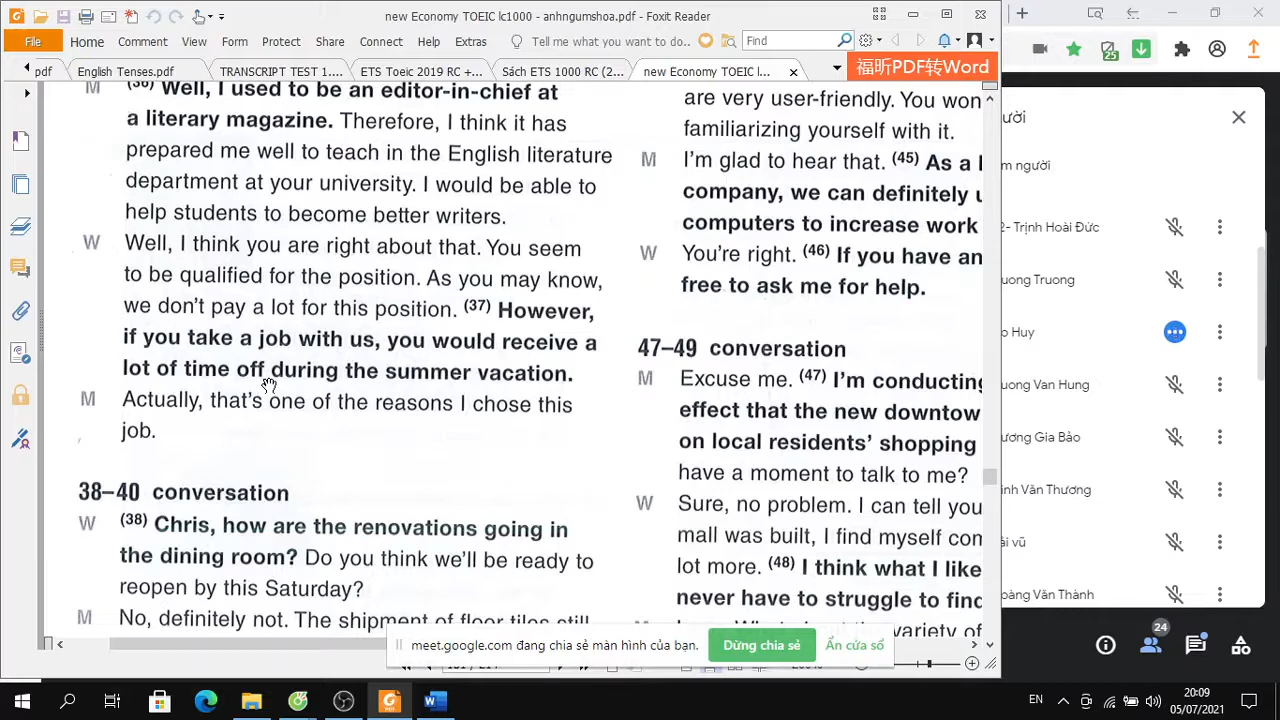 new Economy TOEIC lc1000 - anhngumshoa.pdf - Foxit Reader
File Home Comment View Form Protect Share Connect Help Extras Tell me what you want to do.. Find
pdf English Tenses.pdf TRANSCRIPT TEST 1.... ETS Toeic 2019 RC +... Sách ETS 1000 RC (2... new Economy TOEIC l...
福昕PDF转Word
25
M (36) Well, I used to be an editor-in-chief at
a literary magazine. Therefore, I think it has
prepared me well to teach in the English literature
department at your university. I would be able to
help students to become better writers.
W Well, I think you are right about that. You seem
to be qualified for the position. As you may know,
we don't pay a lot for this position. (37) However,
if you take a job with us, you would receive a
lot of time off during the summer vacation.
M Actually, that's one of the reasons I chose this
job.
38–40 conversation
W (38) Chris, how are the renovations going in
the dining room? Do you think we'll be ready to
reopen by this Saturday?
M No, definitely not. The shipment of floor tiles still
are very user-friendly. You won
familiarizing yourself with it.
M I'm glad to hear that. (45) As a
company, we can definitely u
computers to increase work
W You're right. (46) If you have an
free to ask me for help.
47–49 conversation
M Excuse me. (47) I'm conducting
effect that the new downtow
on local residents' shopping
have a moment to talk to me?
W Sure, no problem. I can tell you
mall was built, I find myself com
lot more. (48) I think what I like
never have to struggle to find
variety of
ười
m người
2- Trịnh Hoài Đức
uong Truong
o Huy
uong Van Hung
ương Gia Bảo
inh Văn Thương
ải vũ
oàng Văn Thành
24
meet.google.com đang chia sẻ màn hình của bạn. Dừng chia sẻ Ẩn cửa sổ
EN
20:09
05/07/2021